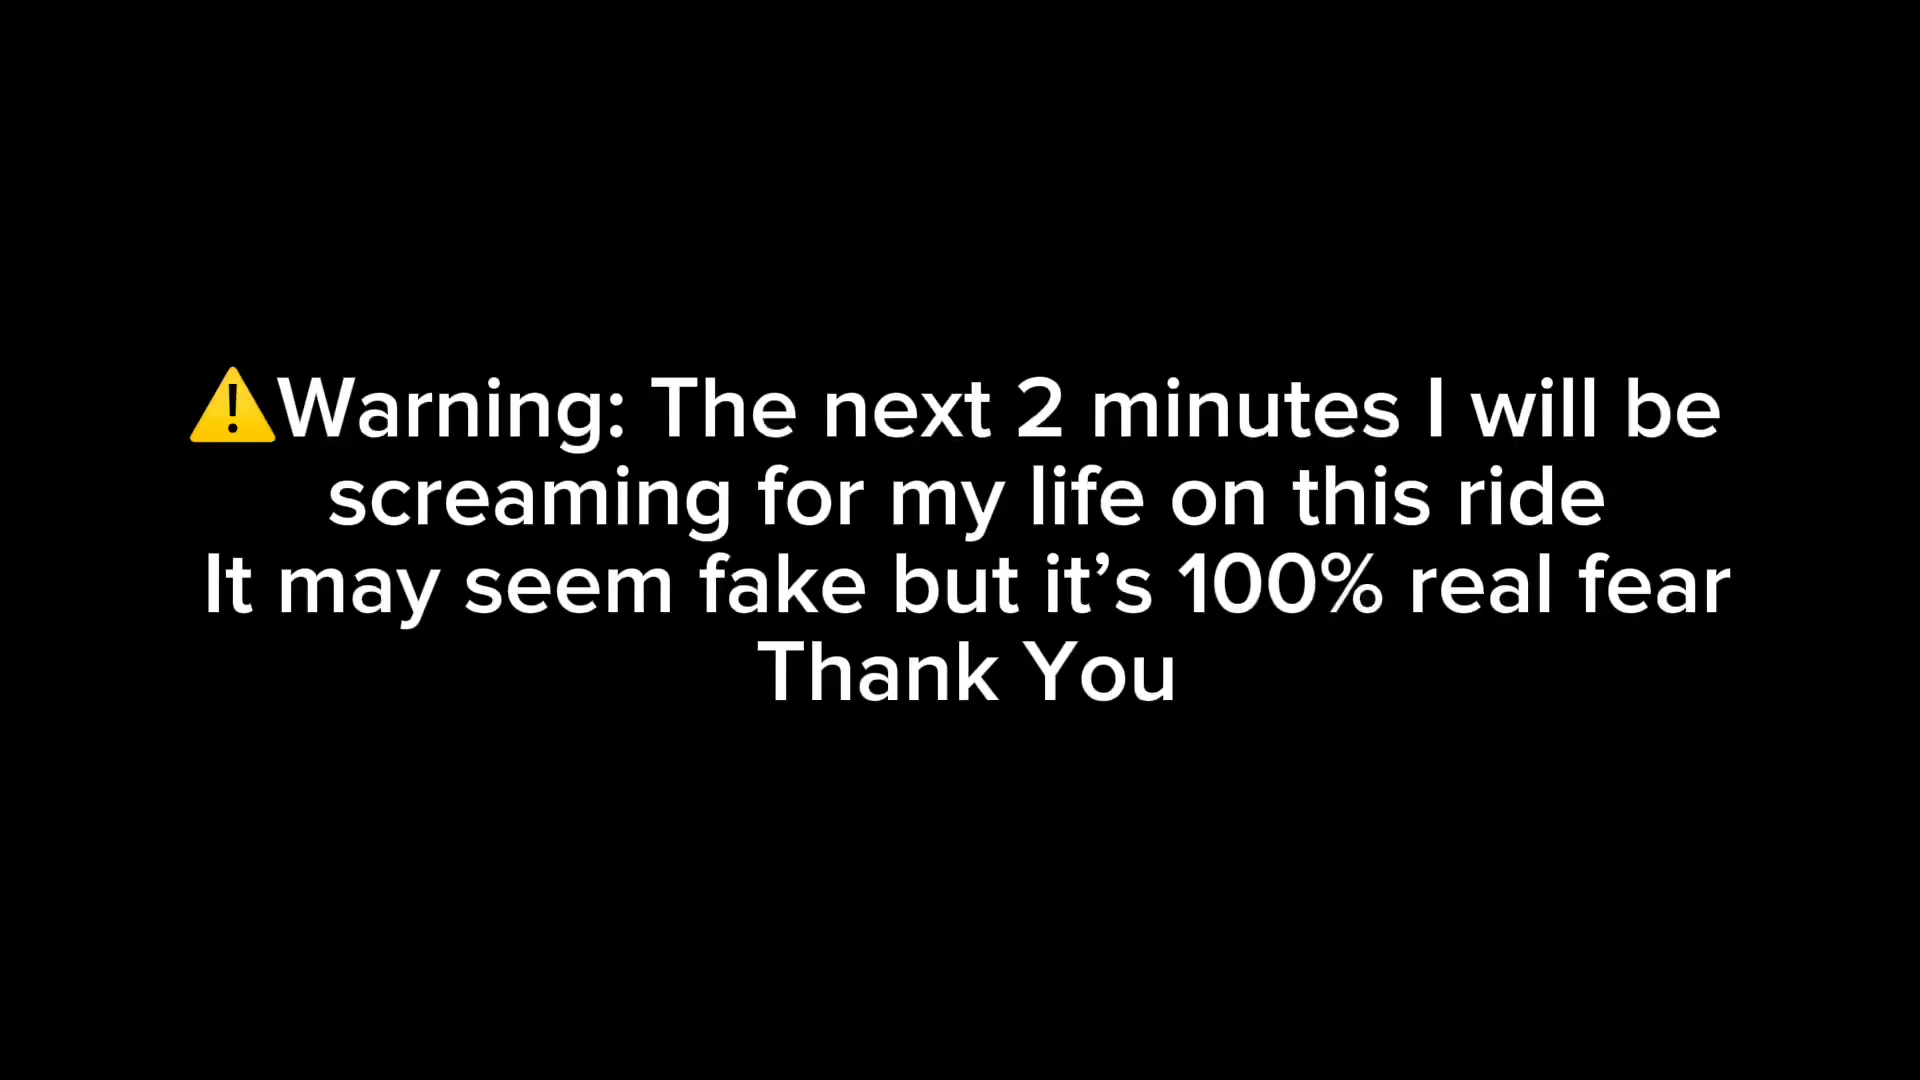 ⚠️Warning: The next 2 minutes I will be
screaming for my life on this ride
It may seem fake but it’s 100% real fear
Thank You